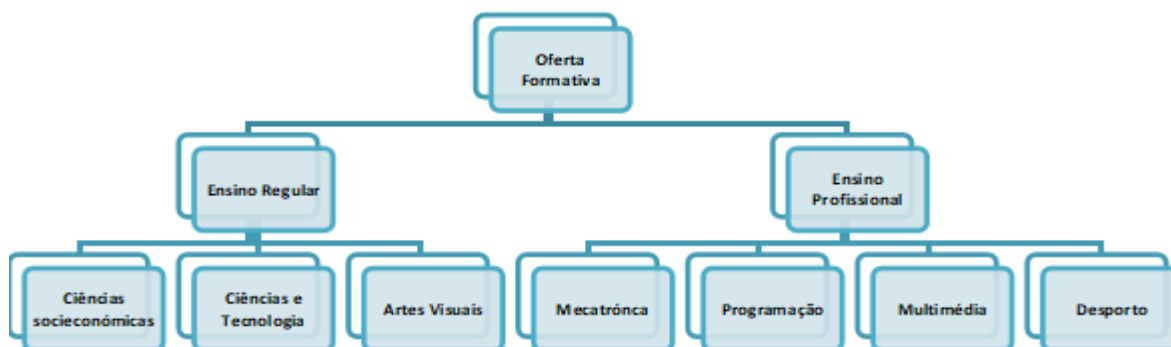 Oferta
Formativa
Ensino Regular
Ensino
Profissional
Ciências
socieconómicas
Ciências e
Tecnologia
Artes Visuais
Mecatrónca
Programação
Multimédia
Desporto